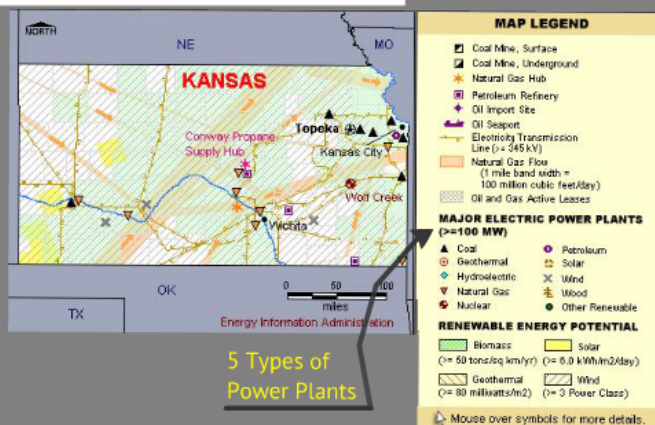 NORTH
NE
MO
KANSAS
Topeka
Conway Propane
Supply Hub
Kansas City
Wolf Creek
Wichita
OK
TX
0 50 100
miles
Energy Information Administration
5 Types of
Power Plants
MAP LEGEND
Coal Mine, Surface
Coal Mine, Underground
Natural Gas Hub
Petroleum Refinery
Oil Import Site
Oil Seaport
Electricity Transmission
Line (>= 345 kV)
Natural Gas Flow
(1 mile band width =
100 million cubic feet/day)
Oil and Gas Active Leases
MAJOR ELECTRIC POWER PLANTS
(>=100 MW)
Coal Petroleum
Geothermal Solar
Hydroelectric Wind
Natural Gas Wood
Nuclear Other Renewable
RENEWABLE ENERGY POTENTIAL
Biomass Solar
(>= 50 tons/sq km/yr) (>= 6.0 kWh/m2/day)
Geothermal Wind
(>= 80 milliwatts/m2) (>= 3 Power Class)
Mouse over symbols for more details.